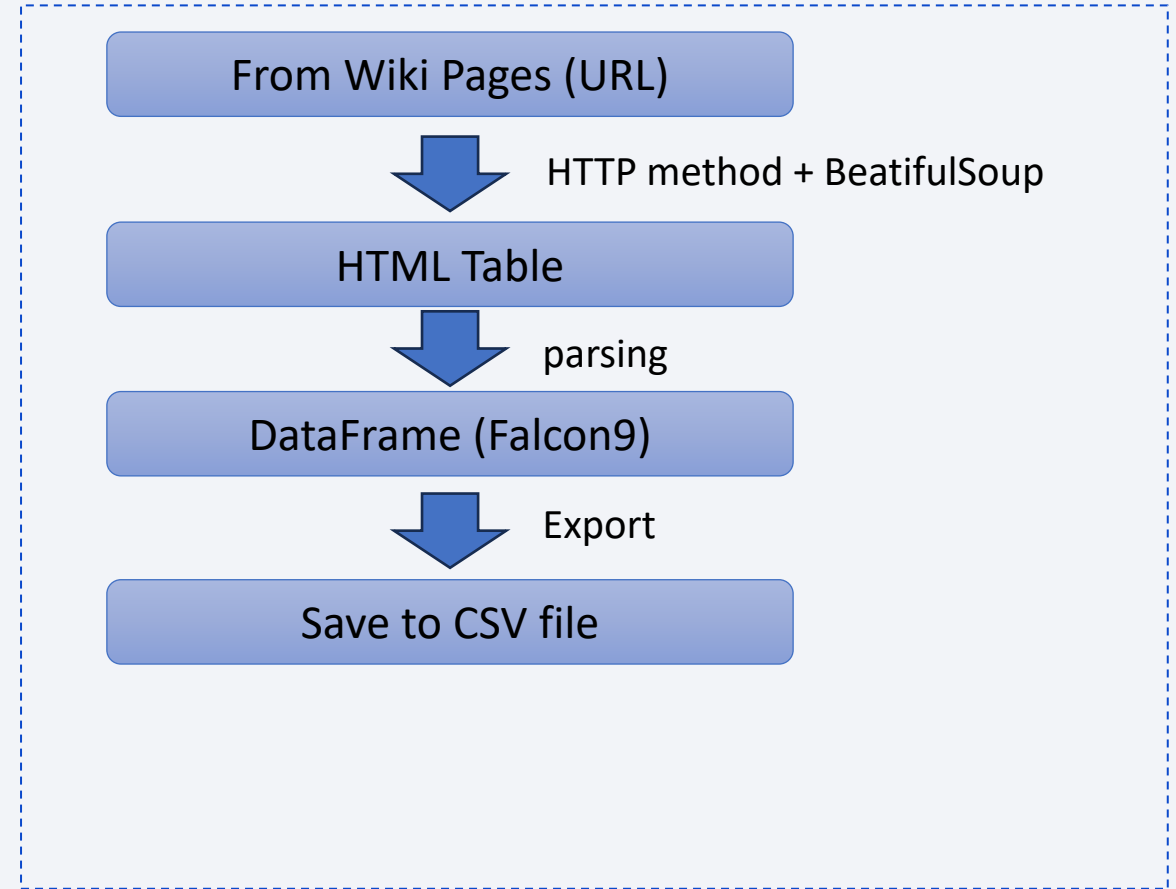 From Wiki Pages (URL)
HTTP method + BeatifulSoup
HTML Table
parsing
DataFrame (Falcon9)
Export
Save to CSV file